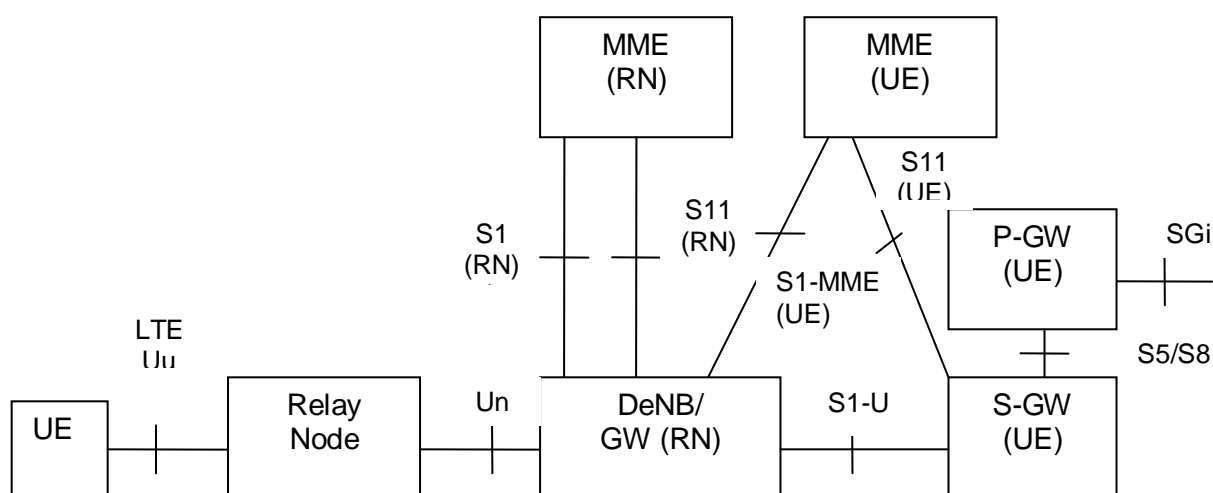 MME
(RN)
MME
(UE)
S11
(UE)
S11
(RN)
S1
(RN)
P-GW
(UE)
SGi
S1-MME
(UE)
LTE
Uu
S5/S8
UE
Relay
Node
Un
DeNB/
GW (RN)
S1-U
S-GW
(UE)